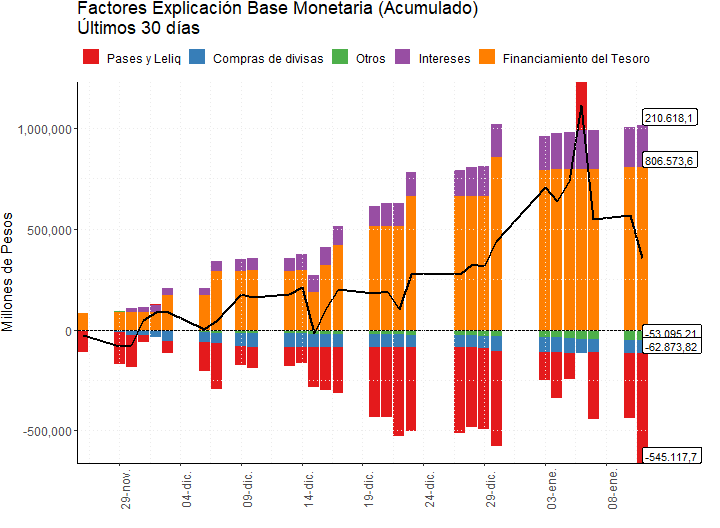 Factores Explicación Base Monetaria (Acumulado)
Últimos 30 días
Pases y Leliq Compras de divisas Otros Intereses Financiamiento del Tesoro
Millones de Pesos
1,000,000
500,000
0
-500,000
210.618,1
806.573,6
-53.095,21
-62.873,82
-545.117,7
29-nov. 04-dic. 09-dic. 14-dic. 19-dic. 24-dic. 29-dic. 03-ene. 08-ene.